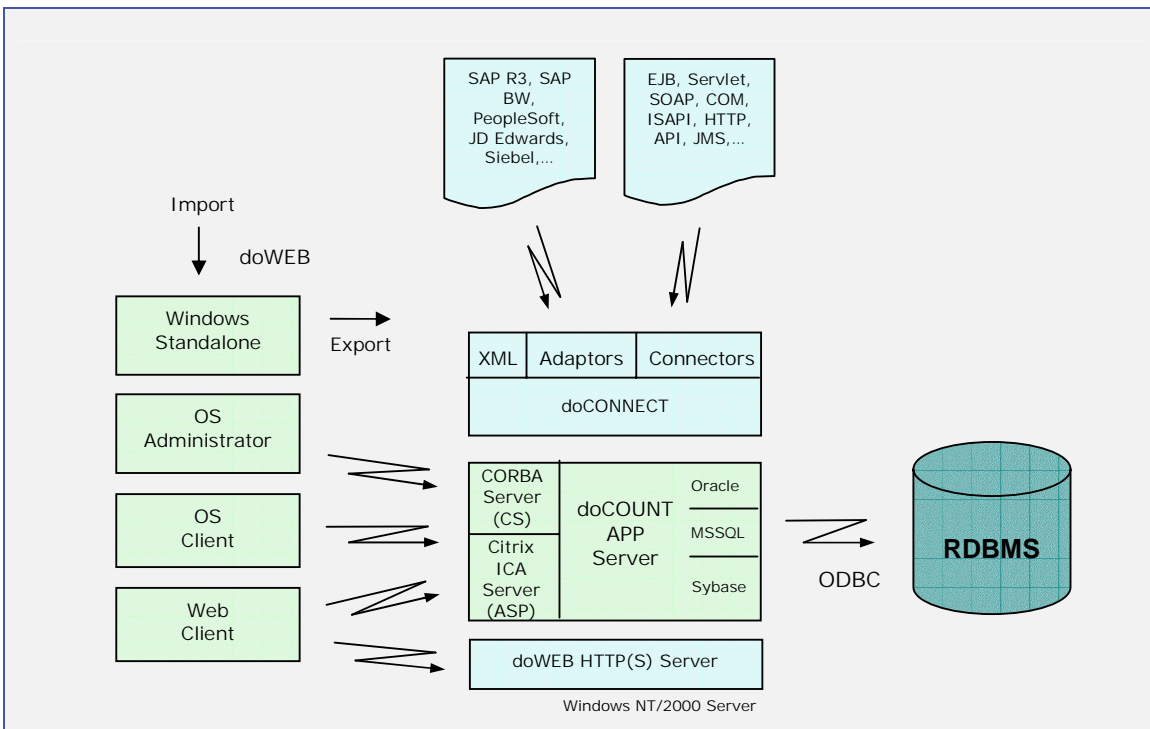 SAP R3, SAP
BW,
PeopleSoft,
JD Edwards,
Siebel,...
EJB, Servlet,
SOAP, COM,
ISAPI, HTTP,
API, JMS,...
Import
doWEB
Windows
Standalone
Export
XML
Adaptors
Connectors
doCONNECT
OS
Administrator
OS
Client
Web
Client
CORBA
Server
(CS)
Citrix
ICA
Server
(ASP)
doCOUNT
APP
Server
Oracle
MSSQL
Sybase
ODBC
RDBMS
doWEB HTTP(S) Server
Windows NT/2000 Server